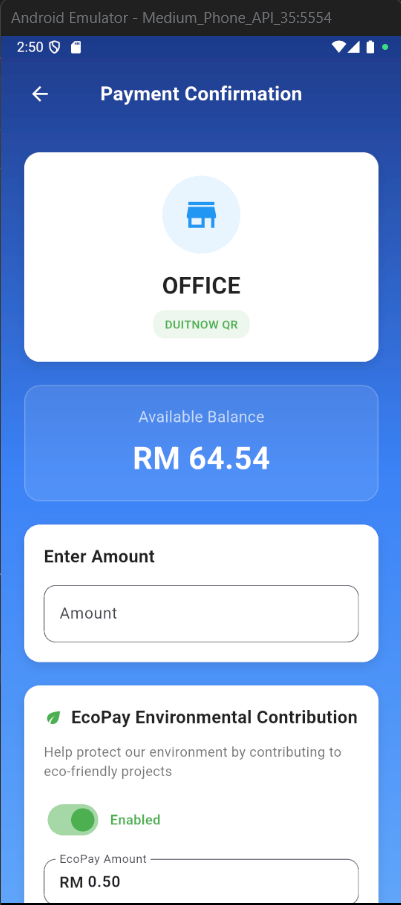 Android Emulator - Medium_Phone_API_35:5554
2:50
Payment Confirmation
OFFICE
DUITNOW QR
Available Balance
RM 64.54
Enter Amount
Amount
EcoPay Environmental Contribution
Help protect our environment by contributing to
eco-friendly projects
Enabled
EcoPay Amount
RM 0.50